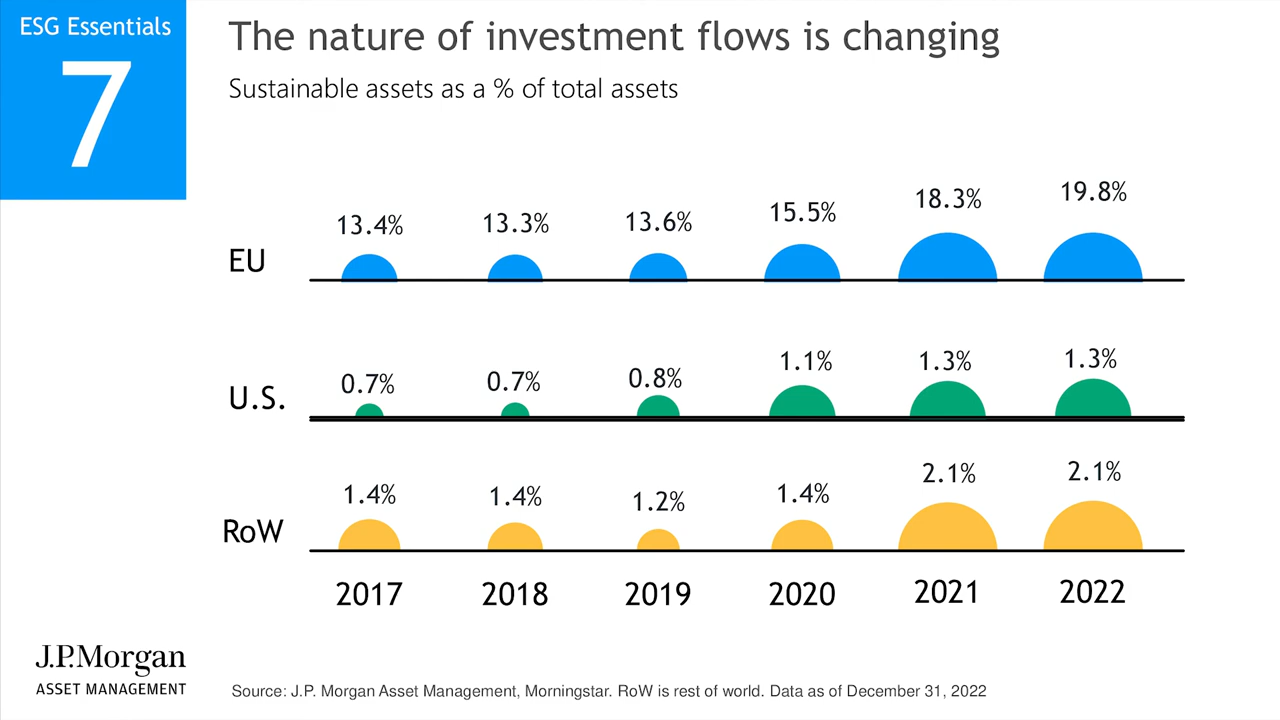 ESG Essentials
7
The nature of investment flows is changing
Sustainable assets as a % of total assets
EU
13.4% 13.3% 13.6% 15.5% 18.3% 19.8%
U.S.
0.7% 0.7% 0.8% 1.1% 1.3% 1.3%
RoW
1.4% 1.4% 1.2% 1.4% 2.1% 2.1%
2017 2018 2019 2020 2021 2022
J.P.Morgan
ASSET MANAGEMENT
Source: J.P. Morgan Asset Management, Morningstar. RoW is rest of world. Data as of December 31, 2022